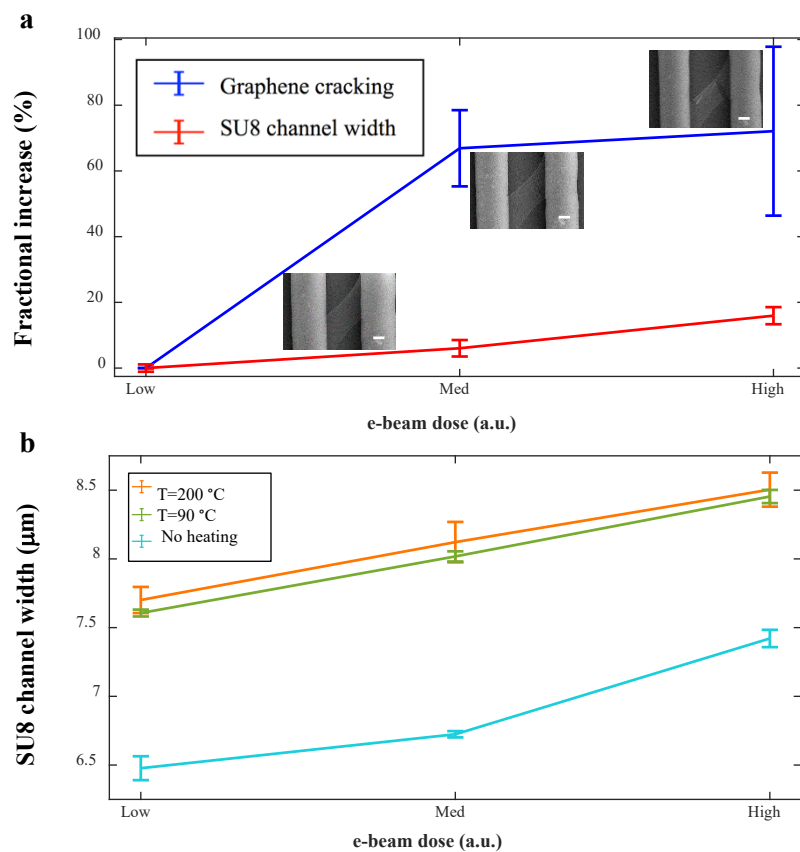 a
100
80
60
40
20
0
Fractional increase (%)
Graphene cracking
SU8 channel width
Low
Med
High
e-beam dose (a.u.)
b
8.5
8
7.5
7
6.5
SU8 channel width (μm)
T=200 °C
T=90 °C
No heating
Low
Med
High
e-beam dose (a.u.)